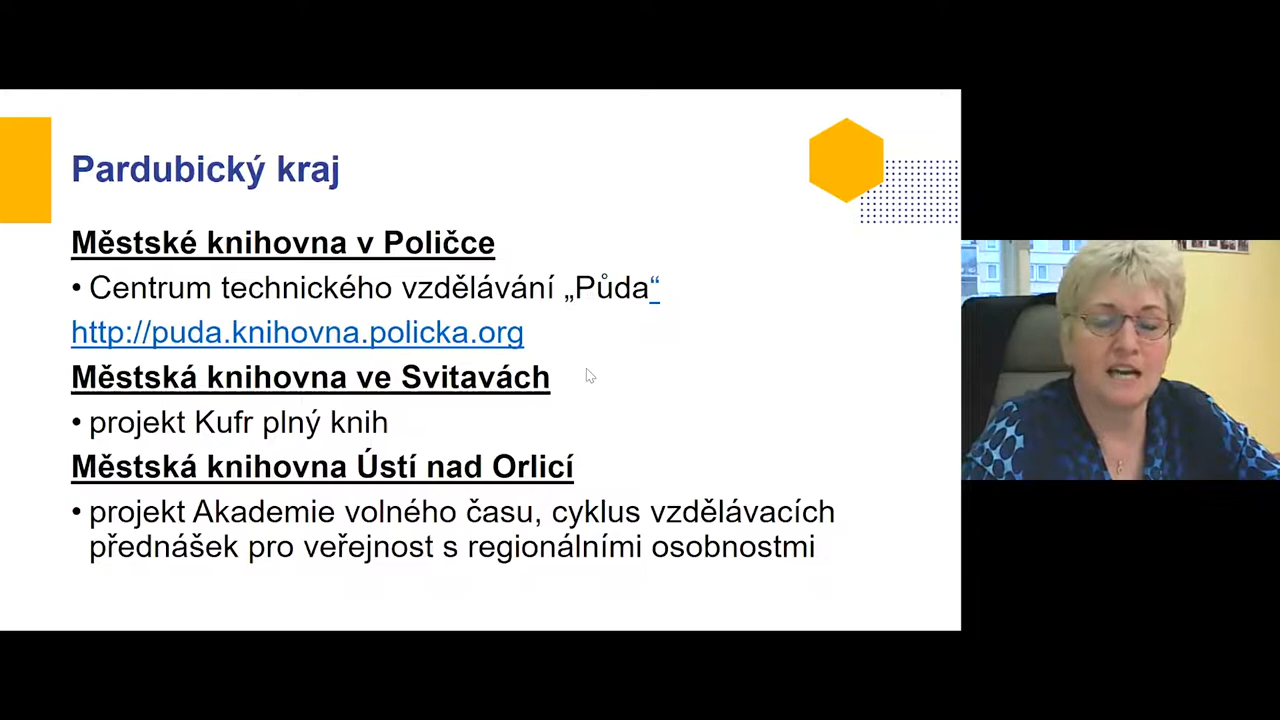 Pardubický kraj
Městské knihovna v Poličce
• Centrum technického vzdělávání „Půda“
http://puda.knihovna.policka.org
Městská knihovna ve Svitavách
• projekt Kufr plný knih
Městská knihovna Ústí nad Orlicí
• projekt Akademie volného času, cyklus vzdělávacích
přednášek pro veřejnost s regionálními osobnostmi